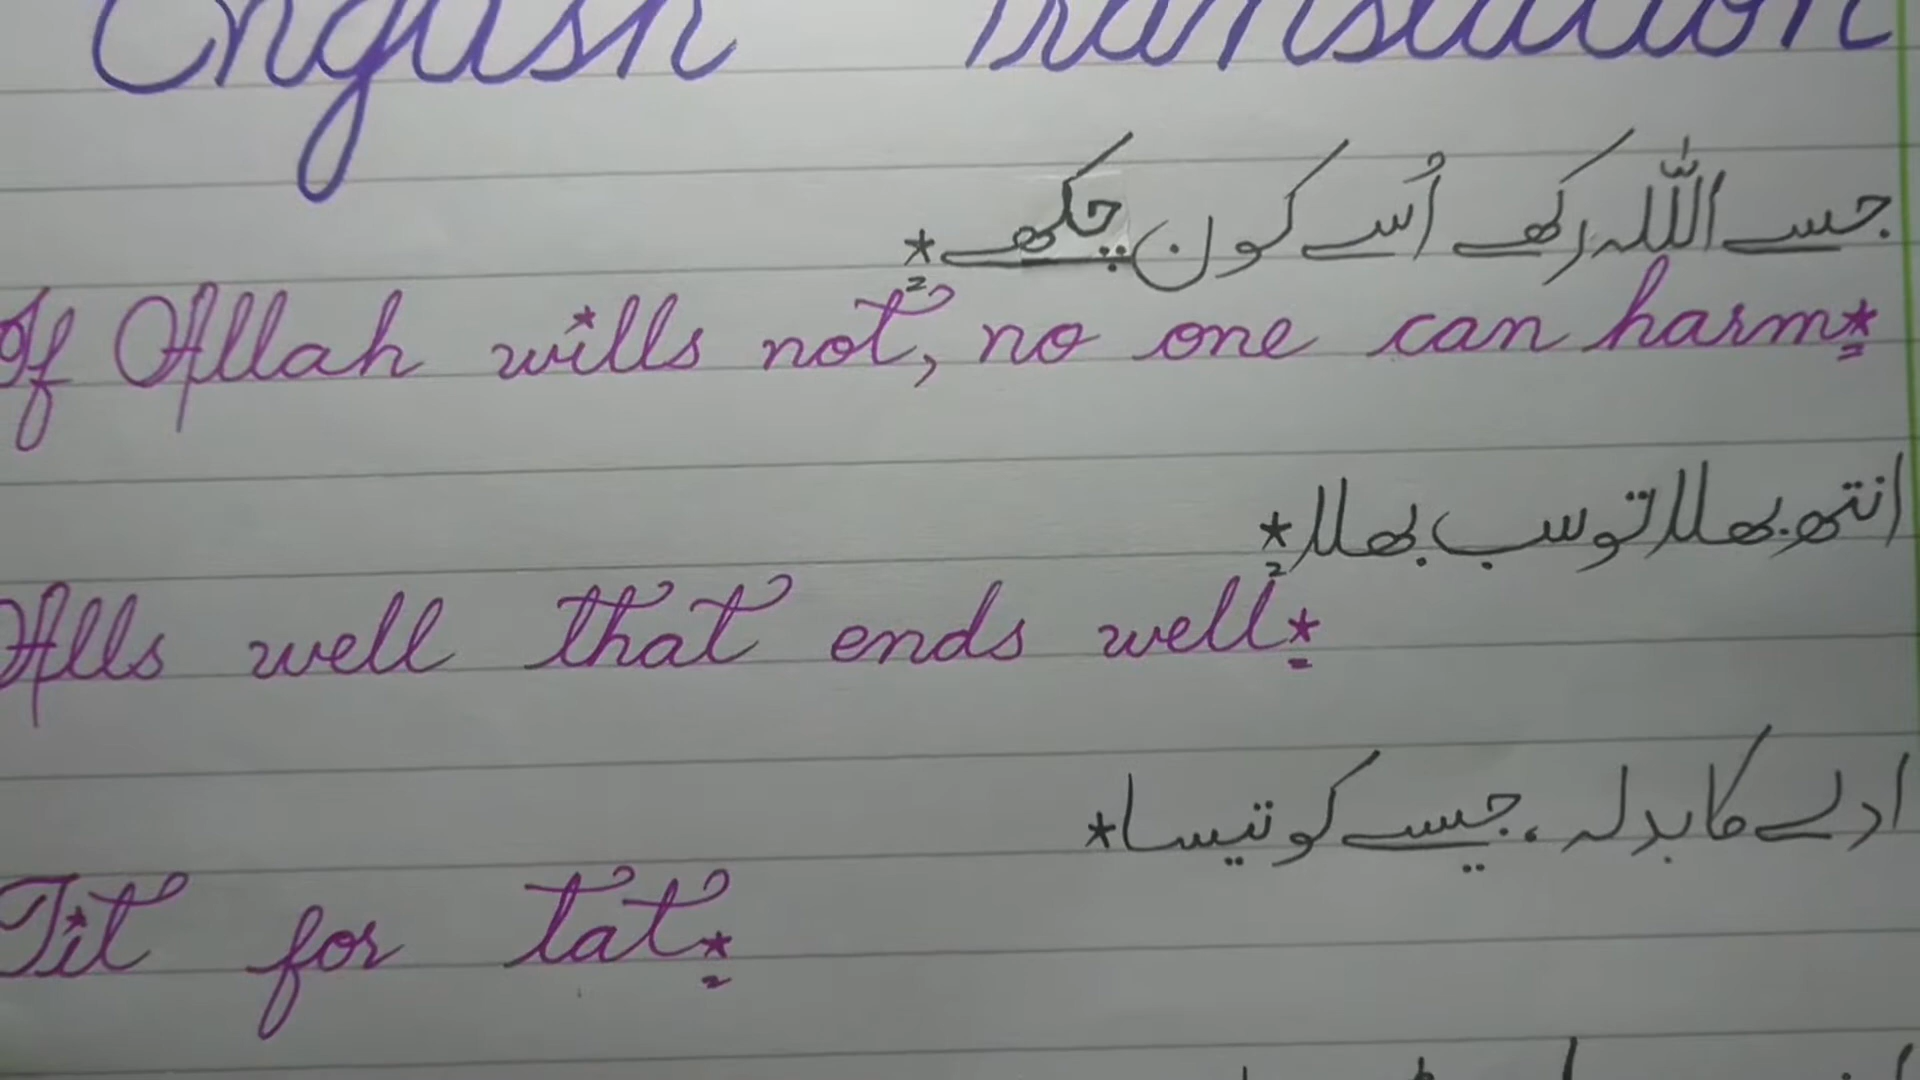 English Translation
جسے اللہ رکھے اُسے کون چکھے
If Allah wills not, no one can harm
انتھ بھلا تو سب بھلا
Alls well that ends well
ادلے کا بدلہ، جیسے کو تیسا
Tit for tat